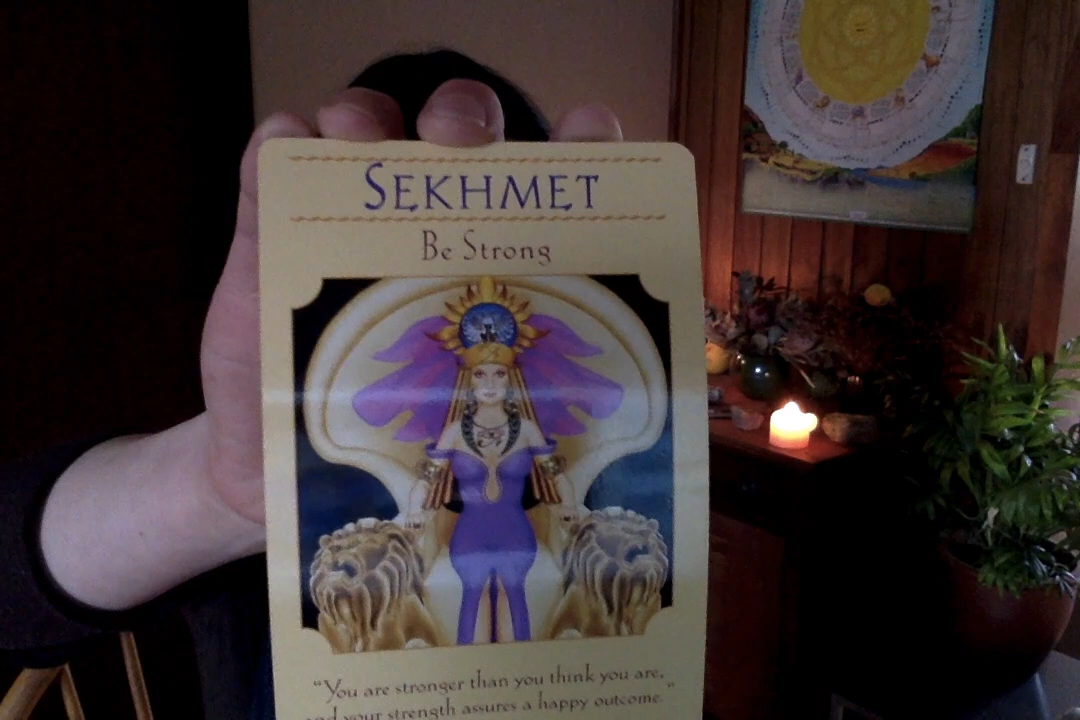 SEKHMET
Be Strong
"You are stronger than you think you are,
and your strength assures a happy outcome."